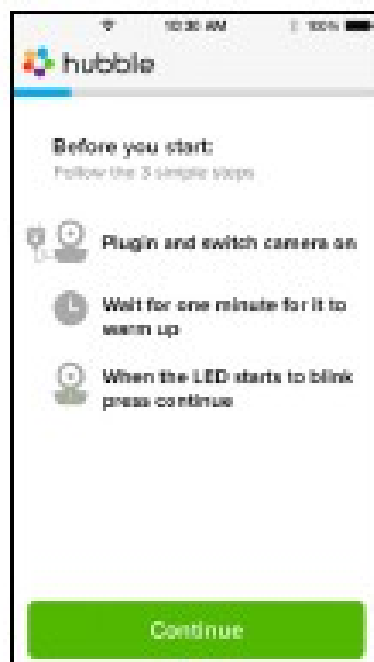 10:30 AM
100%
hubble
Before you start:
Follow the 3 simple steps
Plugin and switch camera on
Wait for one minute for it to
warm up
When the LED starts to blink
press continue
Continue